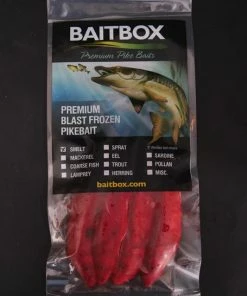 BAITBOX
Premium Pike Baits
PREMIUM
BLAST FROZEN
PIKEBAIT
SMELT
SPRAT
MACKEREL
EEL
SARDINE
COARSE FISH
TROUT
POLLAN
LAMPREY
HERRING
MISC.
baitbox.com